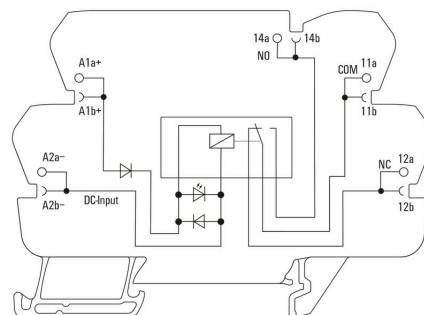 14a
14b
NO
A1a+
A1b+
COM
11a
11b
A2a−
A2b−
DC-Input
NC
12a
12b